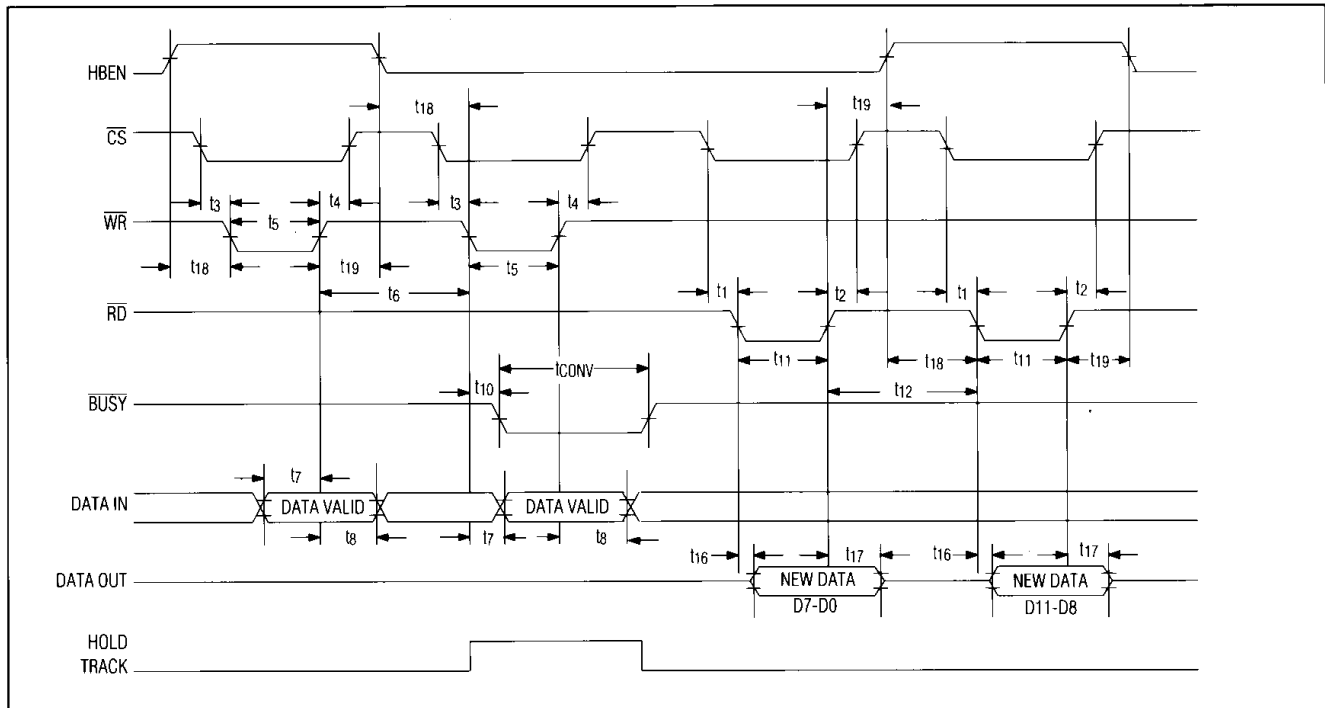 HBEN
t18
t19
CS
t3
t5
t4
t3
t4
WR
t18
t19
t5
t6
t1
t2
t1
t2
RD
t11
t18
t11
t19
tCONV
t10
t12
BUSY
t7
DATA IN
DATA VALID
DATA VALID
t8
t7
t8
t16
t17
t16
t17
DATA OUT
NEW DATA
NEW DATA
D7-D0
D11-D8
HOLD
TRACK